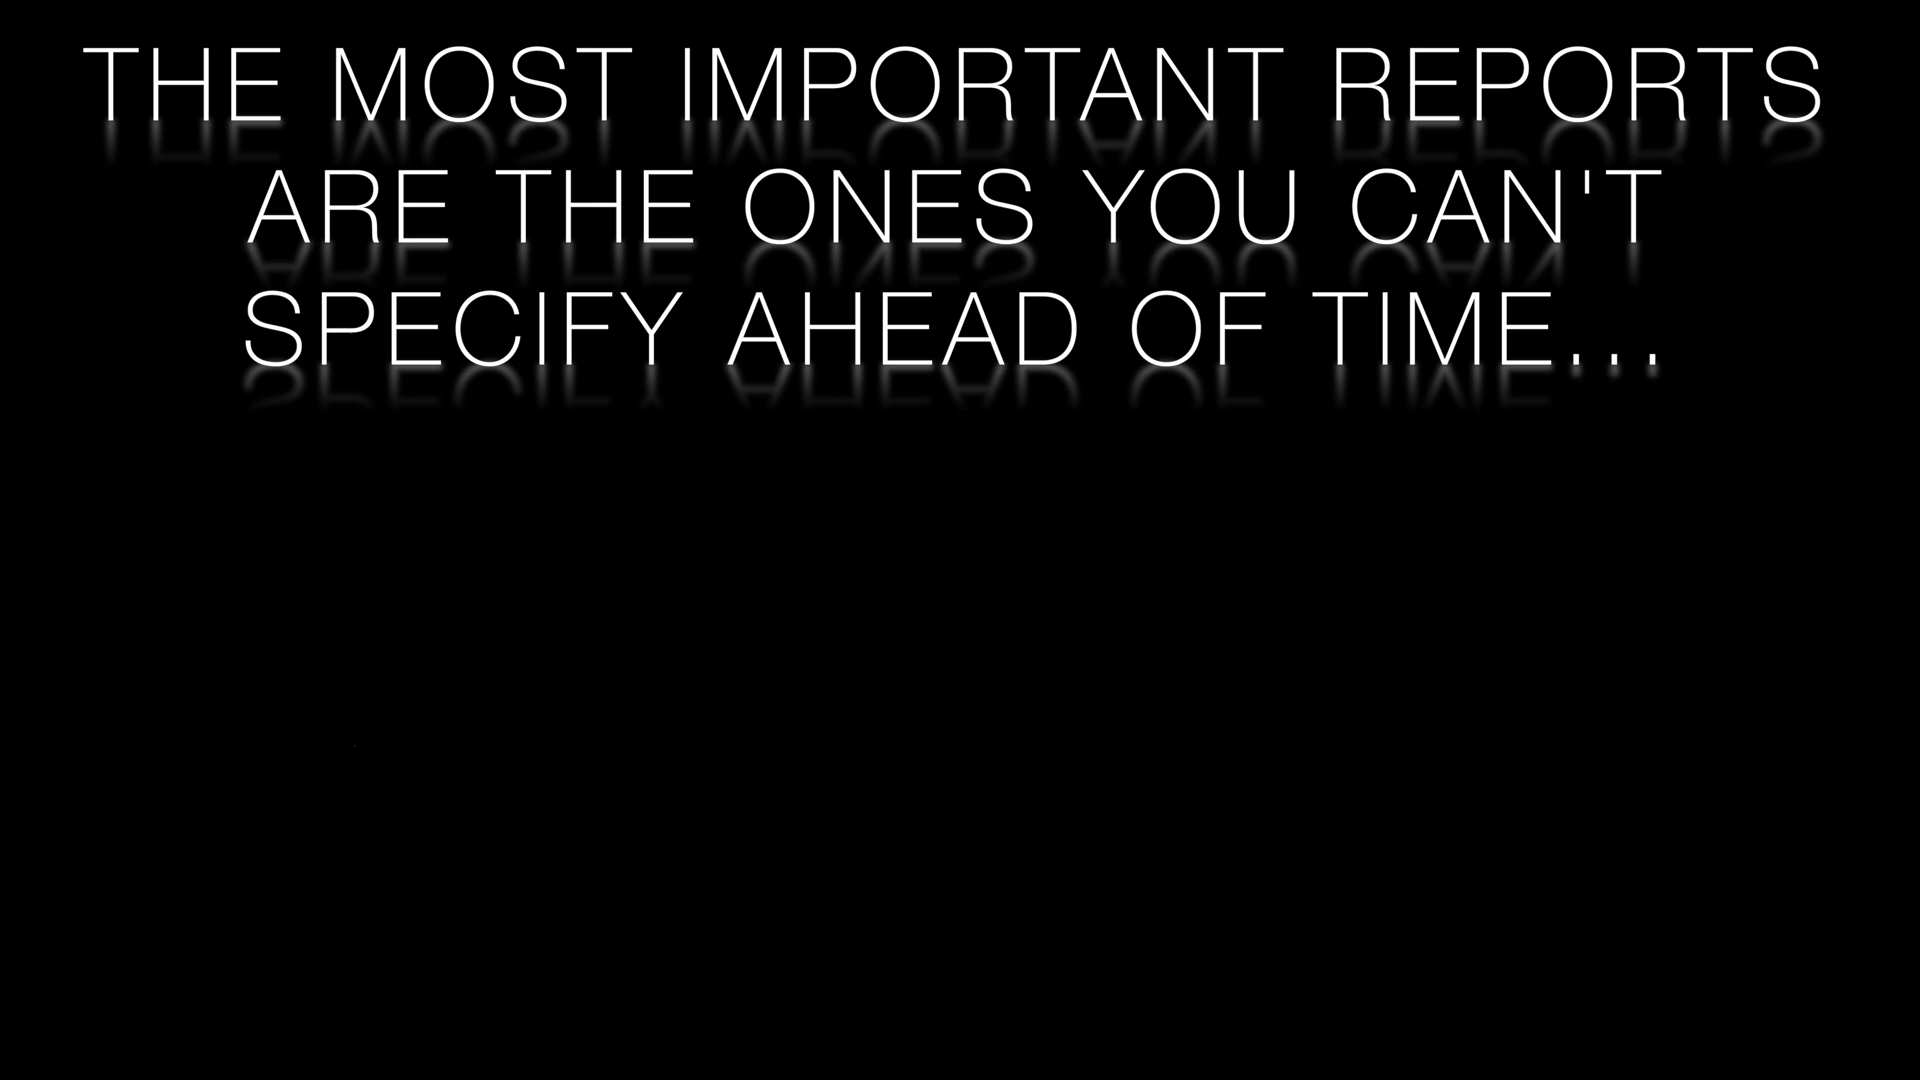 THE MOST IMPORTANT REPORTS
ARE THE ONES YOU CAN'T
SPECIFY AHEAD OF TIME...